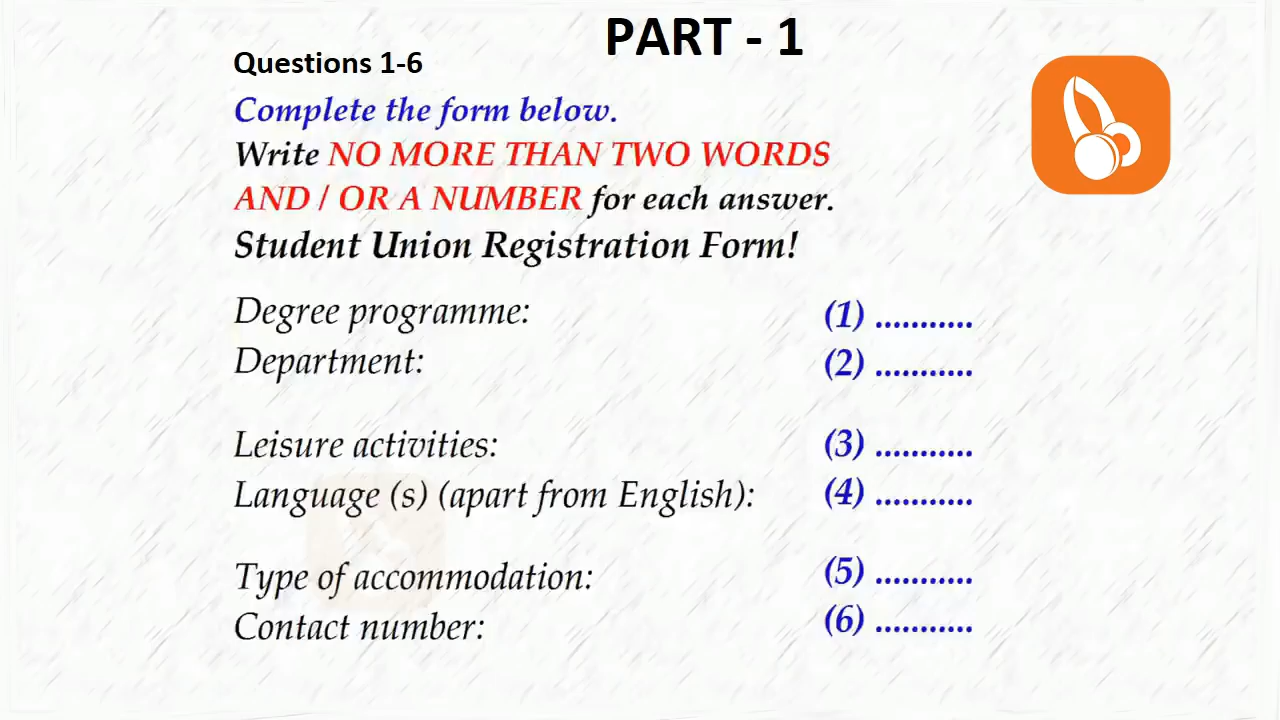 PART - 1
Questions 1-6
Complete the form below.
Write NO MORE THAN TWO WORDS
AND / OR A NUMBER for each answer.
Student Union Registration Form!
Degree programme: (1) ...........
Department: (2) ...........
Leisure activities: (3) ...........
Language (s) (apart from English): (4) ...........
Type of accommodation: (5) ...........
Contact number: (6) ...........